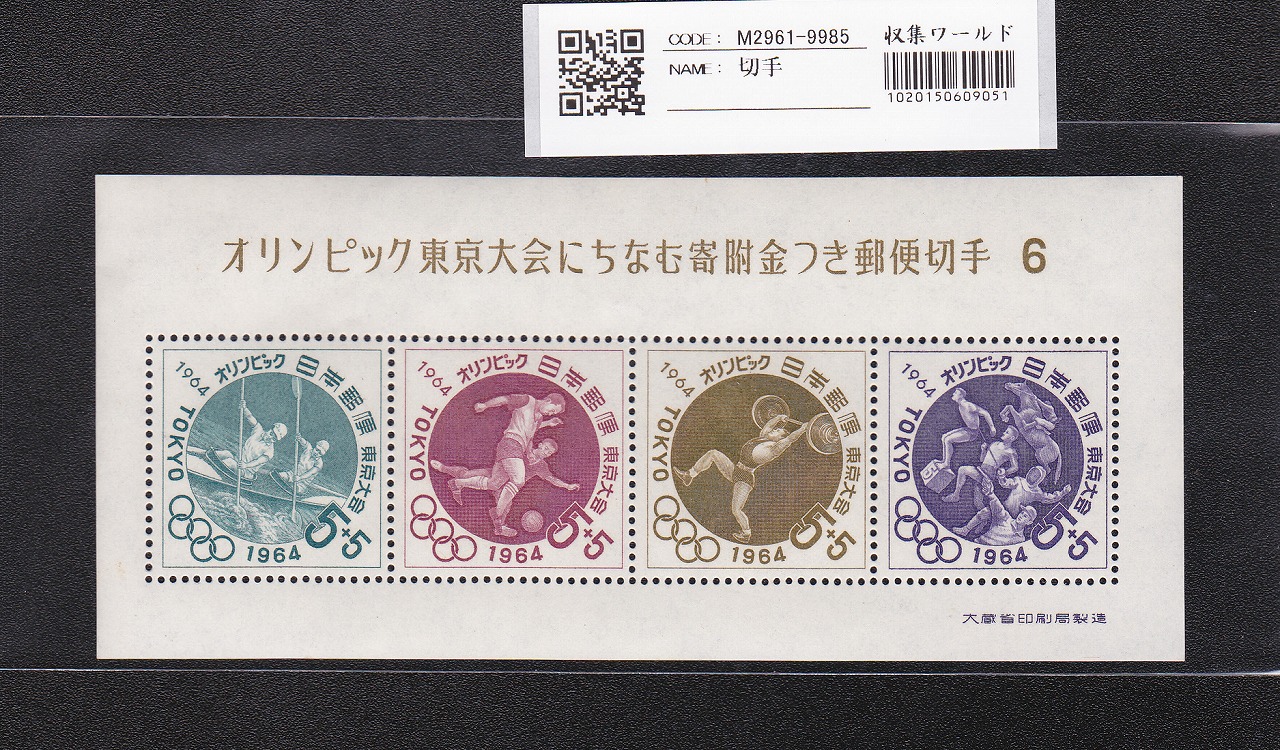 CODE: M2961-9985
NAME: 切手
収集ワールド
1020150609051
オリンピック東京大会にちなむ寄附金つき郵便切手 6
1964 オリンピック 日本郵便 東京大会
TOKYO
1964
5+5
1964 オリンピック 日本郵便 東京大会
TOKYO
1964
5+5
1964 オリンピック 日本郵便 東京大会
TOKYO
1964
5+5
1964 オリンピック 日本郵便 東京大会
TOKYO
1964
5+5
大蔵省印刷局製造